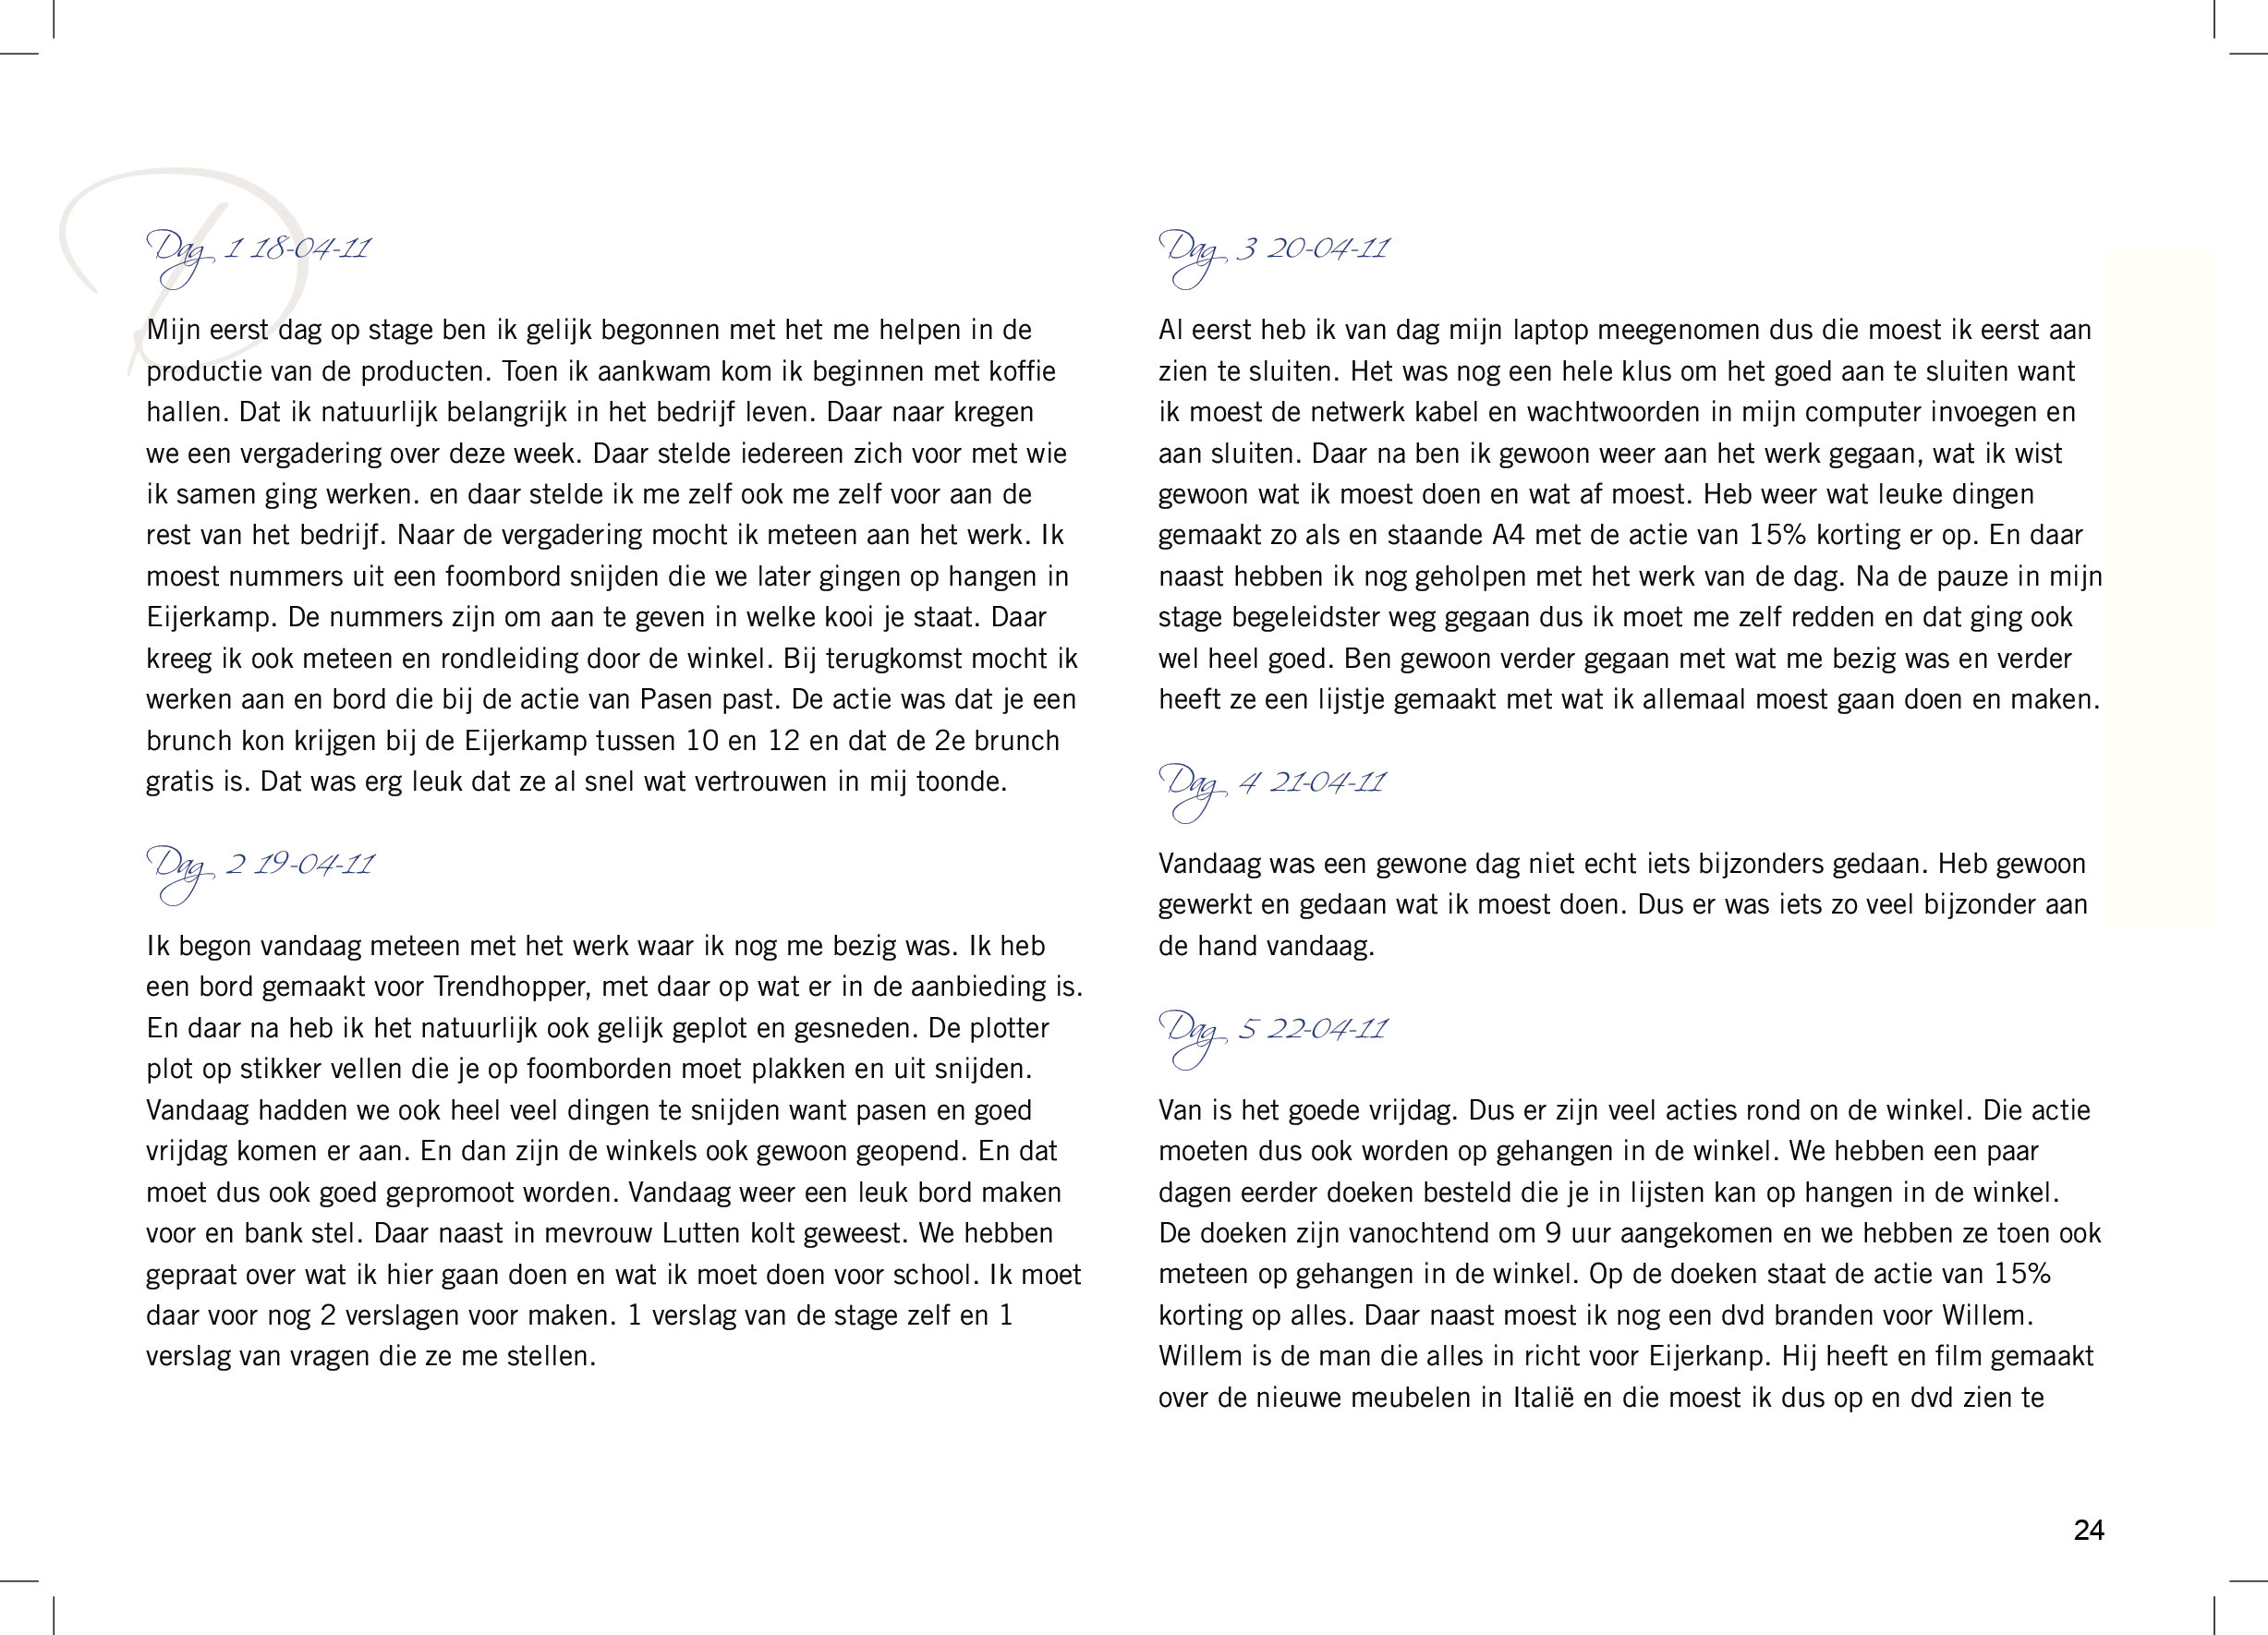 Dag 1 18-04-11
Mijn eerst dag op stage ben ik gelijk begonnen met het me helpen in de
productie van de producten. Toen ik aankwam kom ik beginnen met koffie
hallen. Dat ik natuurlijk belangrijk in het bedrijf leven. Daar naar kregen
we een vergadering over deze week. Daar stelde iedereen zich voor met wie
ik samen ging werken. en daar stelde ik me zelf ook me zelf voor aan de
rest van het bedrijf. Naar de vergadering mocht ik meteen aan het werk. Ik
moest nummers uit een foombord snijden die we later gingen op hangen in
Eijerkamp. De nummers zijn om aan te geven in welke kooi je staat. Daar
kreeg ik ook meteen en rondleiding door de winkel. Bij terugkomst mocht ik
werken aan en bord die bij de actie van Pasen past. De actie was dat je een
brunch kon krijgen bij de Eijerkamp tussen 10 en 12 en dat de 2e brunch
gratis is. Dat was erg leuk dat ze al snel wat vertrouwen in mij toonde.
Dag 2 19-04-11
Ik begon vandaag meteen met het werk waar ik nog me bezig was. Ik heb
een bord gemaakt voor Trendhopper, met daar op wat er in de aanbieding is.
En daar na heb ik het natuurlijk ook gelijk geplot en gesneden. De plotter
plot op stikker vellen die je op foomborden moet plakken en uit snijden.
Vandaag hadden we ook heel veel dingen te snijden want pasen en goed
vrijdag komen er aan. En dan zijn de winkels ook gewoon geopend. En dat
moet dus ook goed gepromoot worden. Vandaag weer een leuk bord maken
voor en bank stel. Daar naast in mevrouw Lutten kolt geweest. We hebben
gepraat over wat ik hier gaan doen en wat ik moet doen voor school. Ik moet
daar voor nog 2 verslagen voor maken. 1 verslag van de stage zelf en 1
verslag van vragen die ze me stellen.
Dag 3 20-04-11
Al eerst heb ik van dag mijn laptop meegenomen dus die moest ik eerst aan
zien te sluiten. Het was nog een hele klus om het goed aan te sluiten want
ik moest de netwerk kabel en wachtwoorden in mijn computer invoegen en
aan sluiten. Daar na ben ik gewoon weer aan het werk gegaan, wat ik wist
gewoon wat ik moest doen en wat af moest. Heb weer wat leuke dingen
gemaakt zo als en staande A4 met de actie van 15% korting er op. En daar
naast hebben ik nog geholpen met het werk van de dag. Na de pauze in mijn
stage begeleidster weg gegaan dus ik moet me zelf redden en dat ging ook
wel heel goed. Ben gewoon verder gegaan met wat me bezig was en verder
heeft ze een lijstje gemaakt met wat ik allemaal moest gaan doen en maken.
Dag 4 21-04-11
Vandaag was een gewone dag niet echt iets bijzonders gedaan. Heb gewoon
gewerkt en gedaan wat ik moest doen. Dus er was iets zo veel bijzonder aan
de hand vandaag.
Dag 5 22-04-11
Van is het goede vrijdag. Dus er zijn veel acties rond on de winkel. Die actie
moeten dus ook worden op gehangen in de winkel. We hebben een paar
dagen eerder doeken besteld die je in lijsten kan op hangen in de winkel.
De doeken zijn vanochtend om 9 uur aangekomen en we hebben ze toen ook
meteen op gehangen in de winkel. Op de doeken staat de actie van 15%
korting op alles. Daar naast moest ik nog een dvd branden voor Willem.
Willem is de man die alles in richt voor Eijerkanp. Hij heeft en film gemaakt
over de nieuwe meubelen in Italië en die moest ik dus op en dvd zien te
24